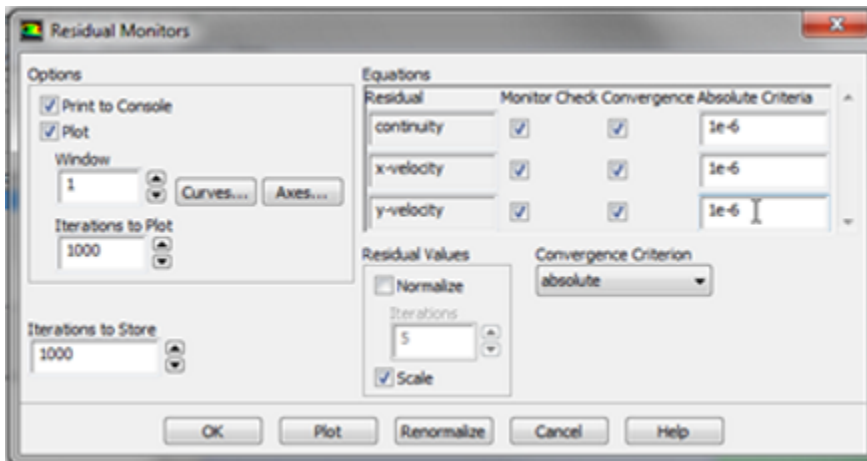 Residual Monitors
Options
Print to Console
Plot
Window
1
Curves... Axes...
Iterations to Plot
1000
Iterations to Store
1000
Equations
Residual Monitor Check Convergence Absolute Criteria
continuity 1e-6
x-velocity 1e-6
y-velocity 1e-6
Residual Values
Normalize
Iterations
5
Scale
Convergence Criterion
absolute
OK Plot Renormalize Cancel Help